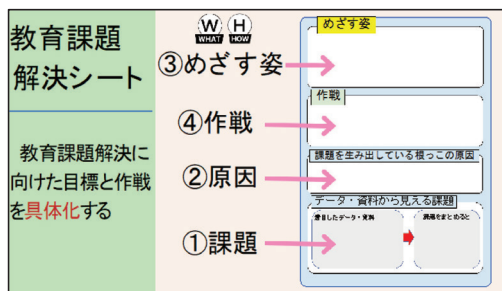 教育課題
解決シート
教育課題解決に
向けた目標と作戦
を具体化する
W H
WHAT HOW
③めざす姿
④作戦
②原因
①課題
めざす姿
作戦
課題を生み出している根っこの原因
データ・資料から見える課題
着目したデータ・資料
課題をまとめると